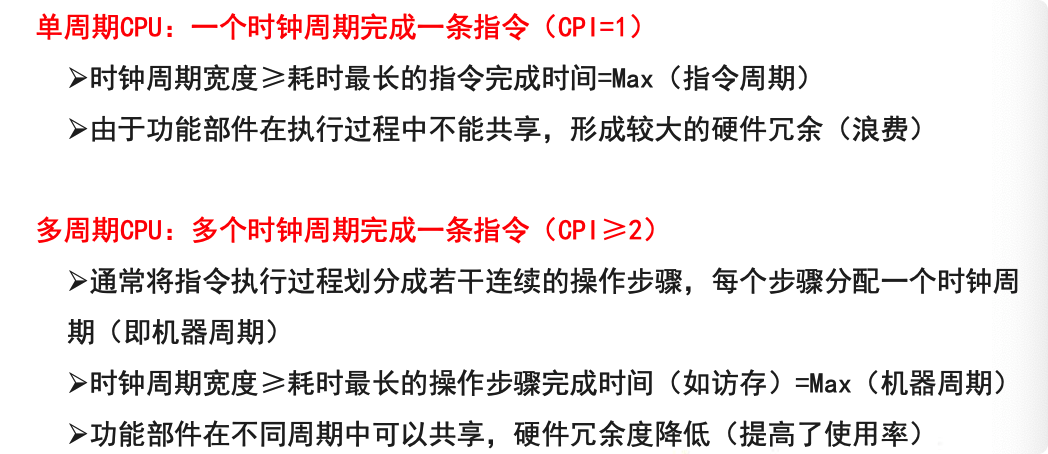 单周期CPU：一个时钟周期完成一条指令（CPI=1）
➢时钟周期宽度≥耗时最长的指令完成时间=Max（指令周期）
➢由于功能部件在执行过程中不能共享，形成较大的硬件冗余（浪费）
多周期CPU：多个时钟周期完成一条指令（CPI≥2）
➢通常将指令执行过程划分成若干连续的操作步骤，每个步骤分配一个时钟周
期（即机器周期）
➢时钟周期宽度≥耗时最长的操作步骤完成时间（如访存）=Max（机器周期）
➢功能部件在不同周期中可以共享，硬件冗余度降低（提高了使用率）